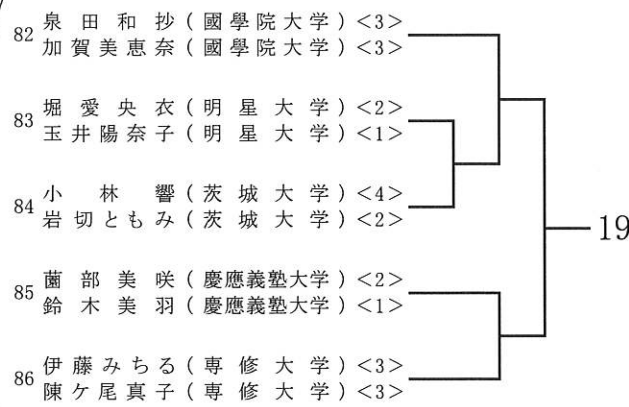 82 泉田和抄(國學院大学)<3>
加賀美恵奈(國學院大学)<3>
83 堀愛央衣(明星大学)<2>
玉井陽奈子(明星大学)<1>
84 小林響(茨城大学)<4>
岩切ともみ(茨城大学)<2>
19
85 薗部美咲(慶應義塾大学)<2>
鈴木美羽(慶應義塾大学)<1>
86 伊藤みちる(専修大学)<3>
陳ケ尾真子(専修大学)<3>